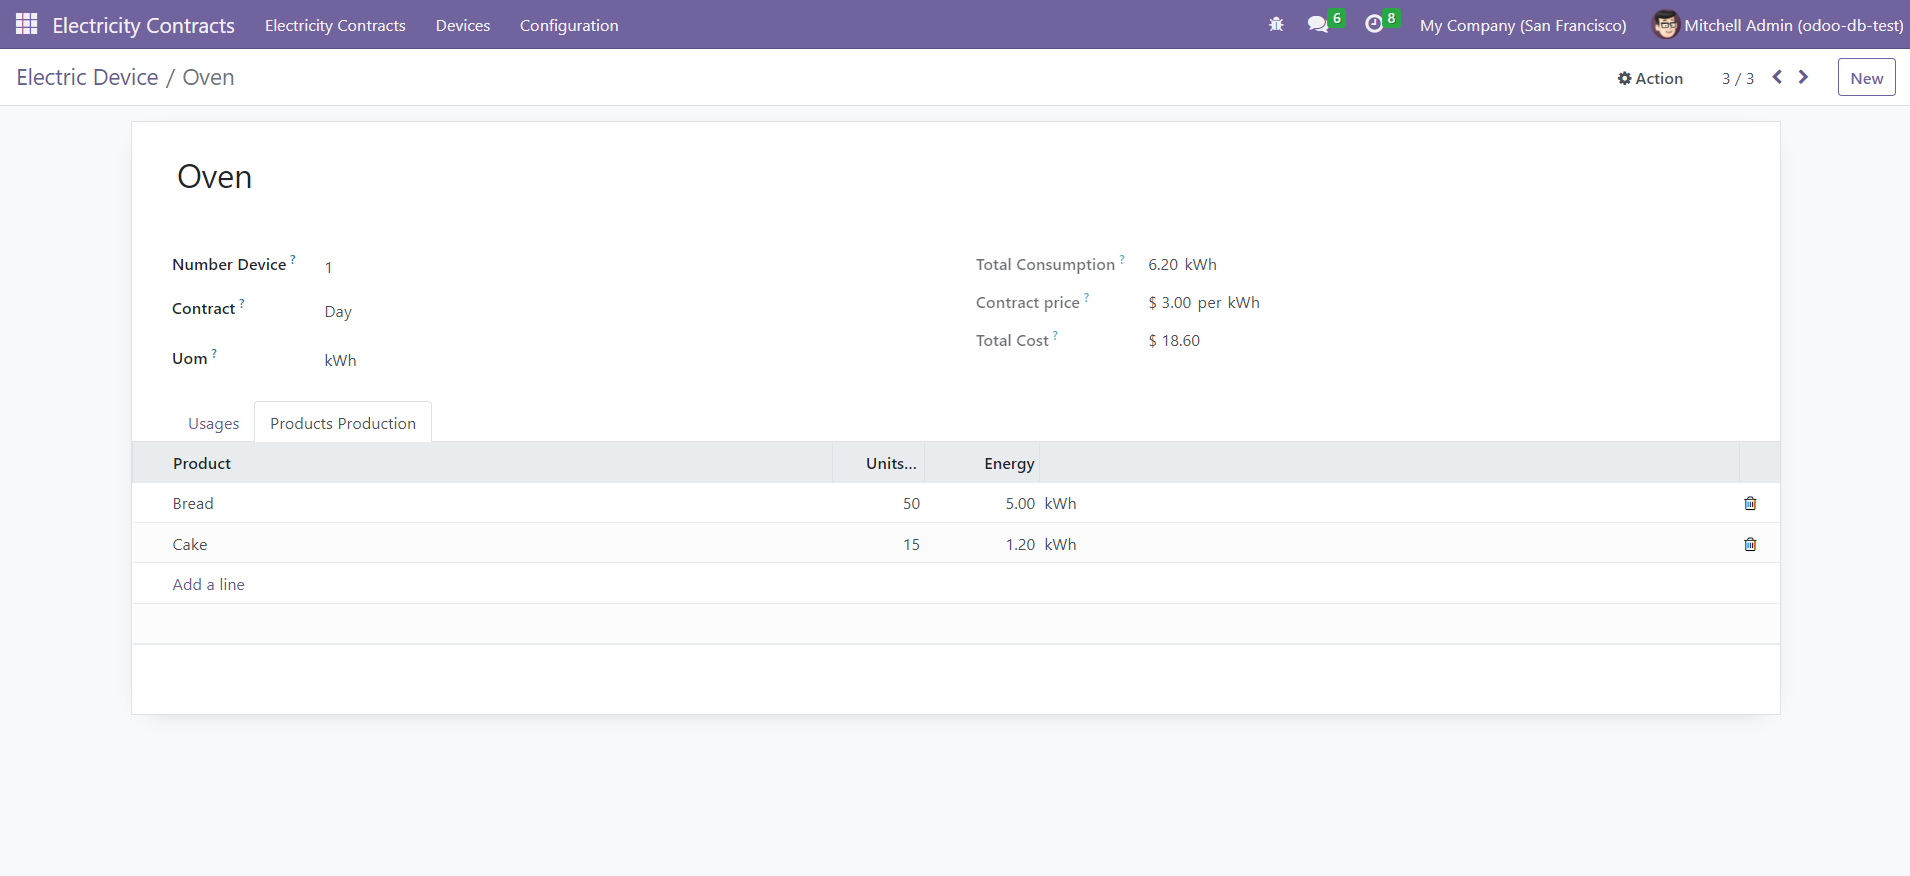 Electricity Contracts Electricity Contracts Devices Configuration 6 8 My Company (San Francisco) Mitchell Admin (odoo-db-test)
Electric Device / Oven Action 3 / 3 New
Oven
Number Device ? 1 Total Consumption ? 6.20 kWh
Contract ? Day Contract price ? $ 3.00 per kWh
Uom ? kWh Total Cost ? $ 18.60
Usages Products Production
Product Units... Energy
Bread 50 5.00 kWh
Cake 15 1.20 kWh
Add a line